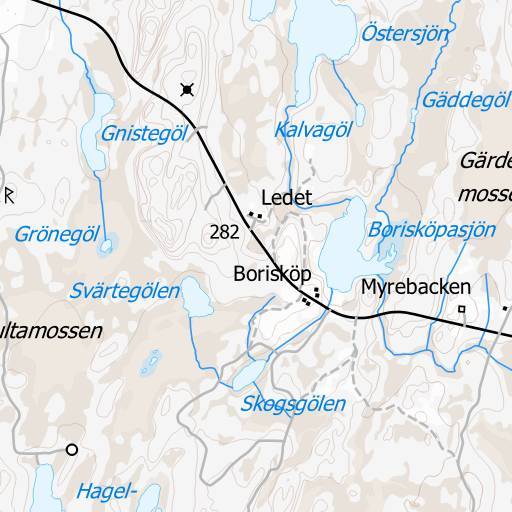 Östersjön
Gäddegöl
Gnistegöl
Kalvagöl
Gärde
mosse
Ledet
282
Grönegöl
Borisköpasjön
Borisköp
Svärtegölen
Myrebacken
ultamossen
Skogsgölen
Hagel-